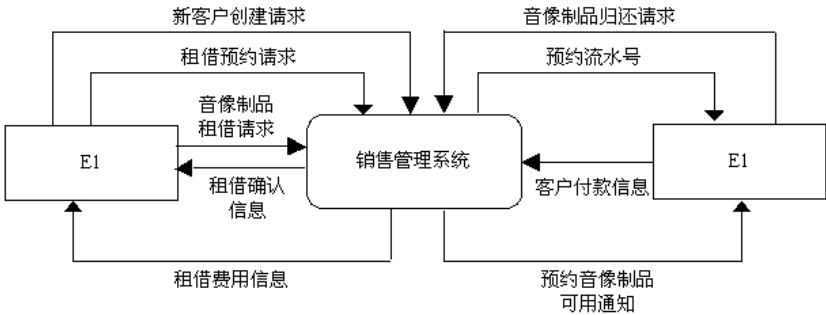 新客户创建请求
音像制品归还请求
租借预约请求
预约流水号
音像制品
租借请求
E1
销售管理系统
E1
租借确认
信息
客户付款信息
租借费用信息
预约音像制品
可用通知